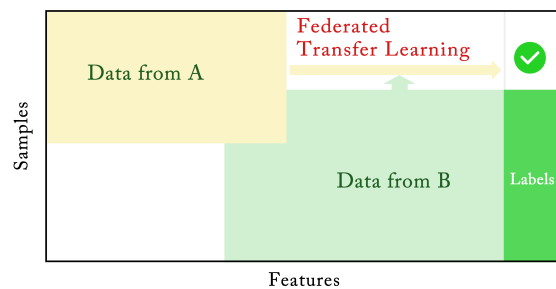 Federated
Transfer Learning
Data from A
Samples
Data from B
Labels
Features